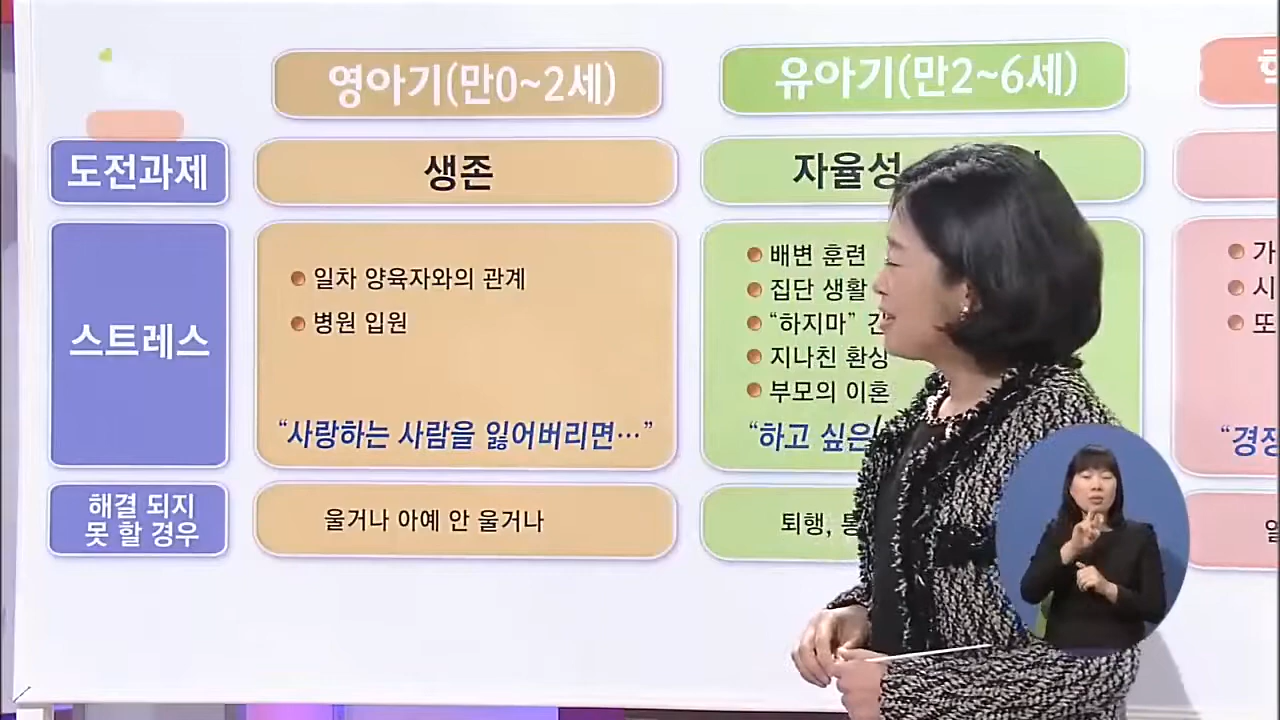 영아기(만0~2세)
유아기(만2~6세)
도전과제
생존
자율성
스트레스
일차 양육자와의 관계
병원 입원
“사랑하는 사람을 잃어버리면…”
배변 훈련
집단 생활
“하지마”
지나친 환상
부모의 이혼
“하고 싶은
가
시
또
해결 되지
못 할 경우
울거나 아예 안 울거나
퇴행,